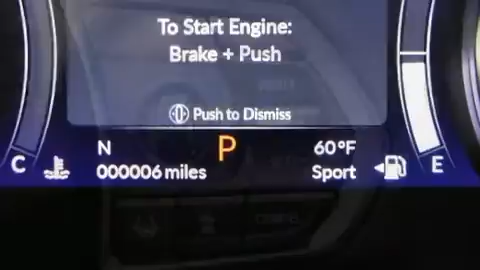 To Start Engine:
Brake + Push
Push to Dismiss
N P 60°F
000006 miles Sport
C E